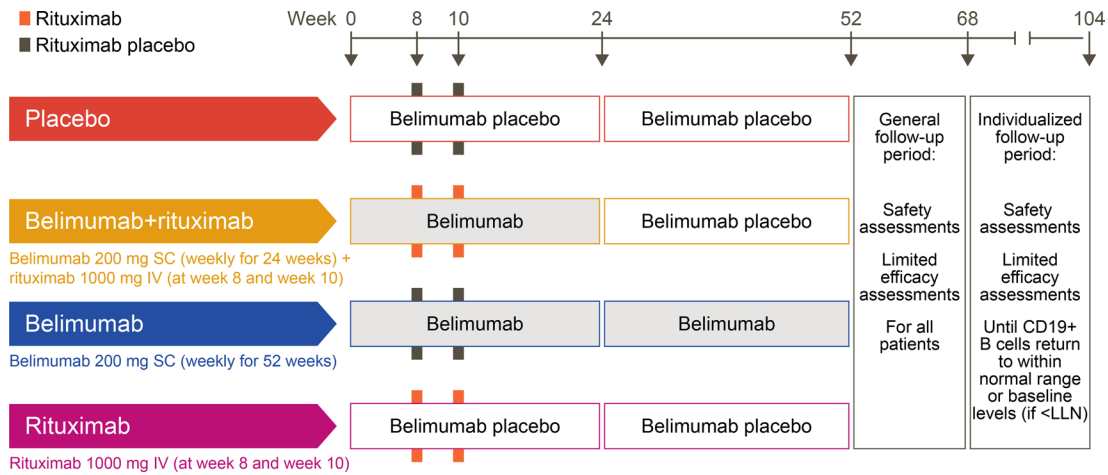 Rituximab
Rituximab placebo
Week 0 8 10 24 52 68 104
Placebo
Belimumab placebo
Belimumab placebo
Belimumab+rituximab
Belimumab 200 mg SC (weekly for 24 weeks) +
rituximab 1000 mg IV (at week 8 and week 10)
Belimumab
Belimumab placebo
Belimumab
Belimumab 200 mg SC (weekly for 52 weeks)
Belimumab
Belimumab
Rituximab
Rituximab 1000 mg IV (at week 8 and week 10)
Belimumab placebo
Belimumab placebo
General
follow-up
period:
Safety
assessments
Limited
efficacy
assessments
For all
patients
Individualized
follow-up
period:
Safety
assessments
Limited
efficacy
assessments
Until CD19+
B cells return
to within
normal range
or baseline
levels (if <LLN)